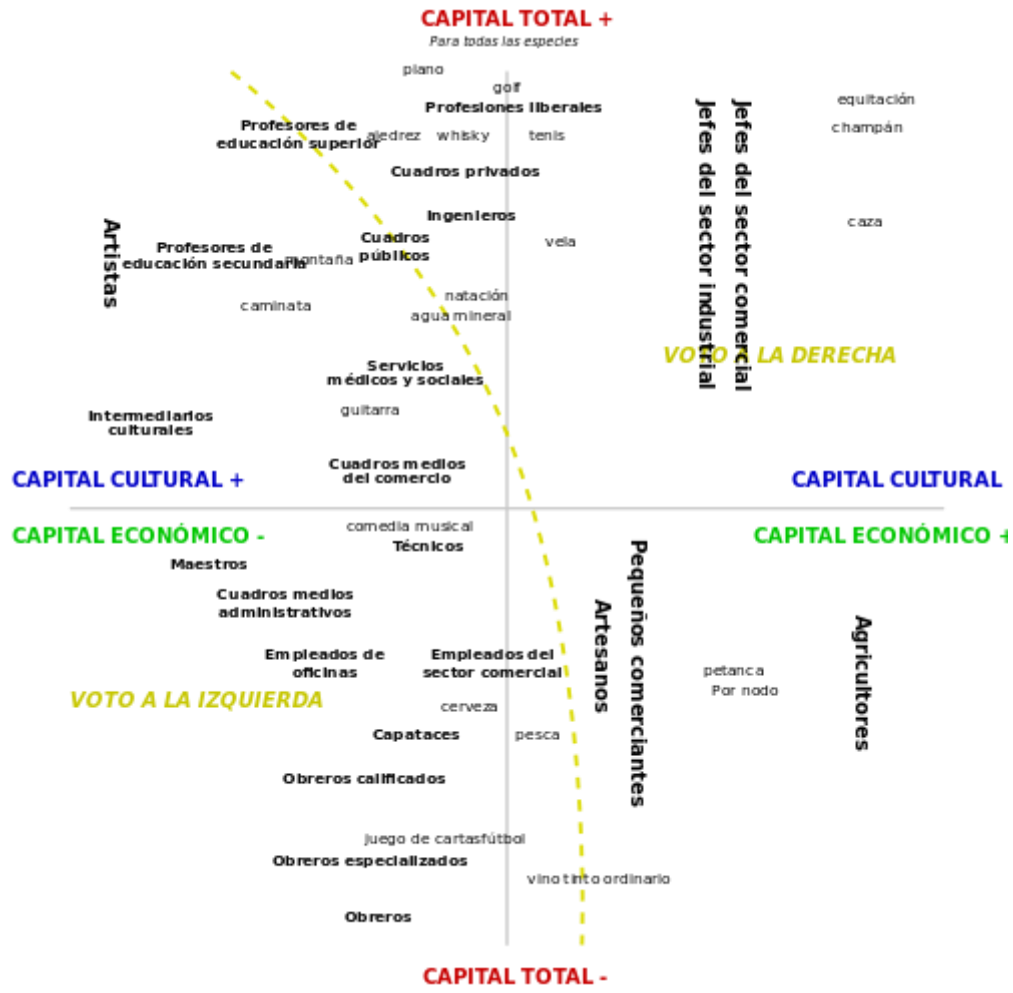 CAPITAL TOTAL +
Para todas las especies
piano
golf
Profesiones liberales
equitación
champán
Profesores de
educación superior
ajedrez
whisky
tenis
Cuadros privados
Ingenieros
Jefes del sector industrial
Jefes del sector comercial
caza
Artistas
Profesores de
educación secundaria
montaña
Cuadros
públicos
vela
caminata
natación
agua mineral
VOTO A LA DERECHA
Servicios
médicos y sociales
guitarra
Intermediarios
culturales
Cuadros medios
del comercio
CAPITAL CULTURAL +
CAPITAL CULTURAL
CAPITAL ECONÓMICO -
CAPITAL ECONÓMICO +
comedia musical
Técnicos
Maestros
Cuadros medios
administrativos
Artesanos
Pequeños comerciantes
Agricultores
Empleados de
oficinas
Empleados del
sector comercial
petanca
Por nodo
VOTO A LA IZQUIERDA
cerveza
Capataces
pesca
Obreros calificados
juego de cartas
fútbol
Obreros especializados
vino tinto ordinario
Obreros
CAPITAL TOTAL -